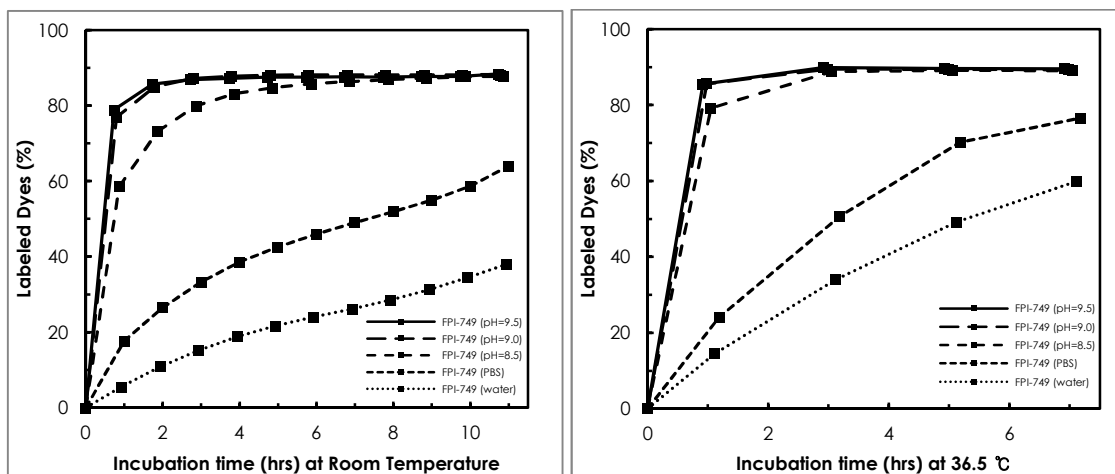 100
80
60
40
20
0
Labeled Dyes (%)
FPI-749 (pH=9.5)
FPI-749 (pH=9.0)
FPI-749 (pH=8.5)
FPI-749 (PBS)
FPI-749 (water)
0 2 4 6 8 10
Incubation time (hrs) at Room Temperature
100
80
60
40
20
0
Labeled Dyes (%)
FPI-749 (pH=9.5)
FPI-749 (pH=9.0)
FPI-749 (pH=8.5)
FPI-749 (PBS)
FPI-749 (water)
0 2 4 6
Incubation time (hrs) at 36.5 ℃